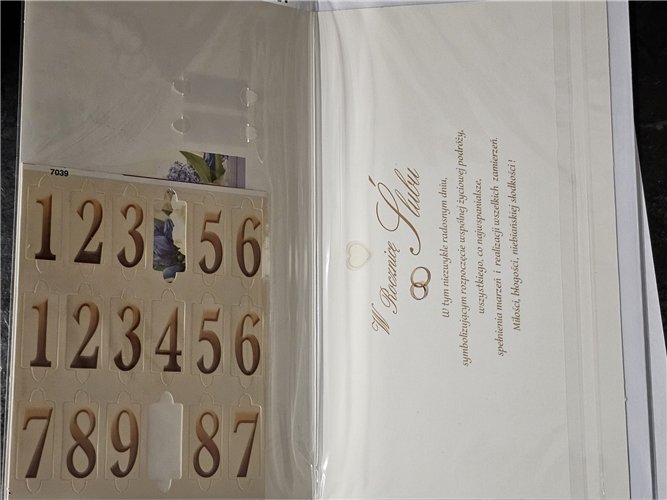 7039
1 2 3 5 6
1 2 3 4 5 6
7 8 9 8 7
W Rocznicę
Ślubu
W tym niezwykle radosnym dniu,
symbolizującym rozpoczęcie wspólnej życiowej podróży,
wszystkiego, co najwspanialsze,
spełnienia marzeń i realizacji wszelkich zamierzeń.
Miłości, błogości, niebiańskiej słodkości!